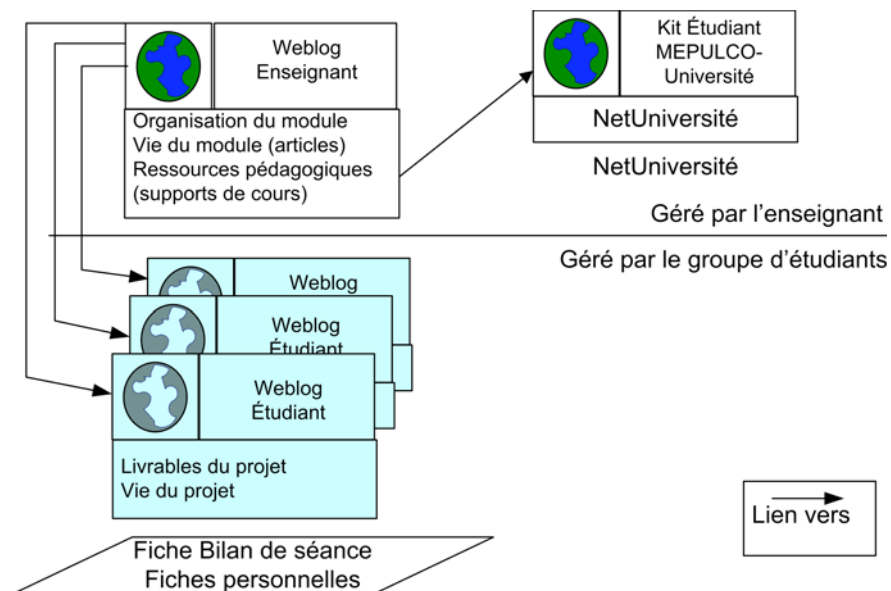 Weblog
Enseignant
Organisation du module
Vie du module (articles)
Ressources pédagogiques
(supports de cours)
Kit Étudiant
MEPULCO-
Université
NetUniversité
NetUniversité
Géré par l'enseignant
Géré par le groupe d'étudiants
Weblog
Weblog
Étudiant
Weblog
Étudiant
Livrables du projet
Vie du projet
Fiche Bilan de séance
Fiches personnelles
Lien vers